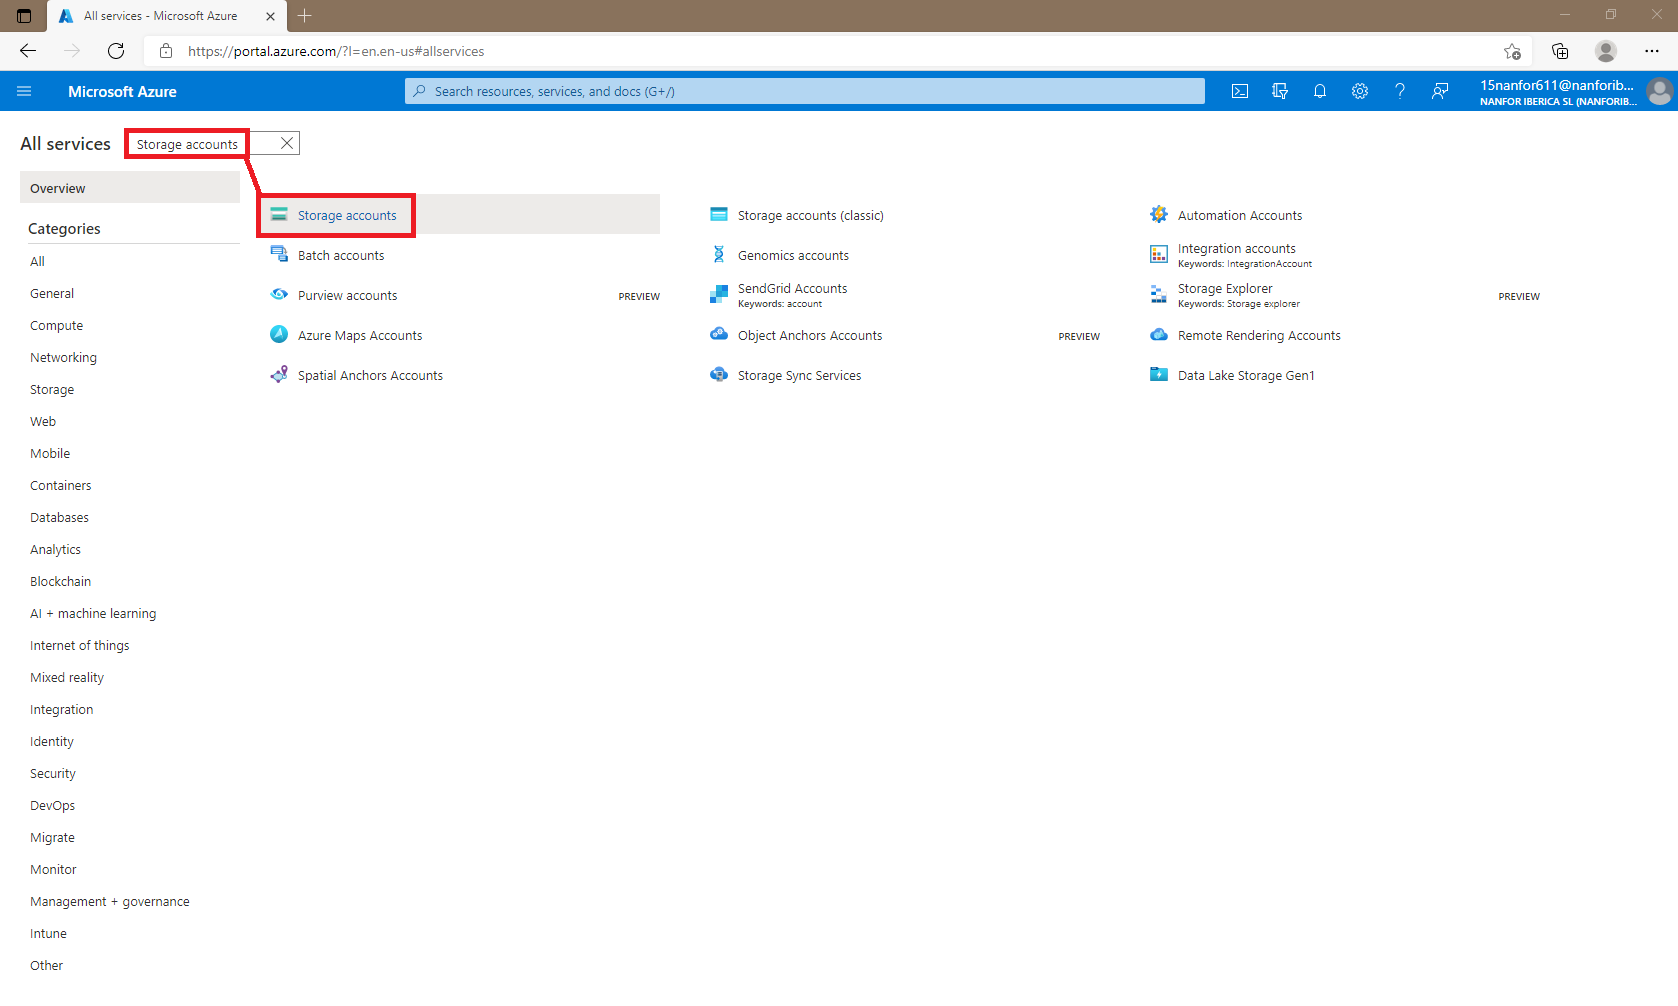 All services - Microsoft Azure
https://portal.azure.com/?l=en.en-us#allservices
Microsoft Azure
Search resources, services, and docs (G+/)
15nanfor611@nanforib...
NANFOR IBERICA SL (NANFORIB...
All services
Storage accounts
Overview
Categories
All
General
Compute
Networking
Storage
Web
Mobile
Containers
Databases
Analytics
Blockchain
AI + machine learning
Internet of things
Mixed reality
Integration
Identity
Security
DevOps
Migrate
Monitor
Management + governance
Intune
Other
Storage accounts
Storage accounts (classic)
Automation Accounts
Batch accounts
Genomics accounts
Integration accounts
Keywords: IntegrationAccount
Purview accounts
PREVIEW
SendGrid Accounts
Keywords: account
Storage Explorer
Keywords: Storage explorer
PREVIEW
Azure Maps Accounts
Object Anchors Accounts
PREVIEW
Remote Rendering Accounts
Spatial Anchors Accounts
Storage Sync Services
Data Lake Storage Gen1